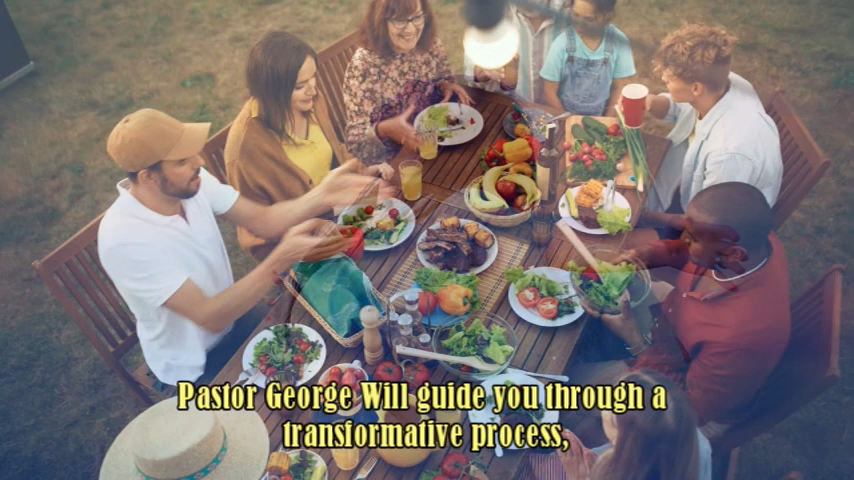 Pastor George Will guide you through a
transformative process,